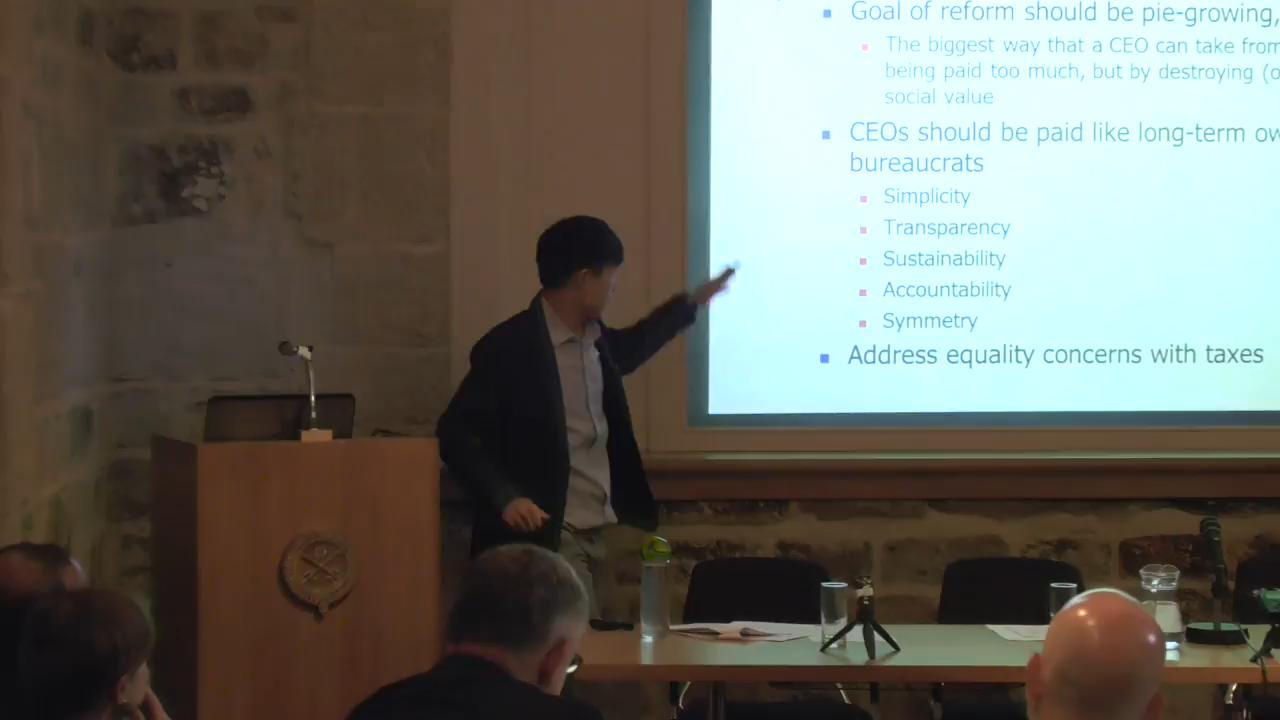 Goal of reform should be pie-growing,
The biggest way that a CEO can take from
being paid too much, but by destroying (o
social value
CEOs should be paid like long-term ow
bureaucrats
Simplicity
Transparency
Sustainability
Accountability
Symmetry
Address equality concerns with taxes